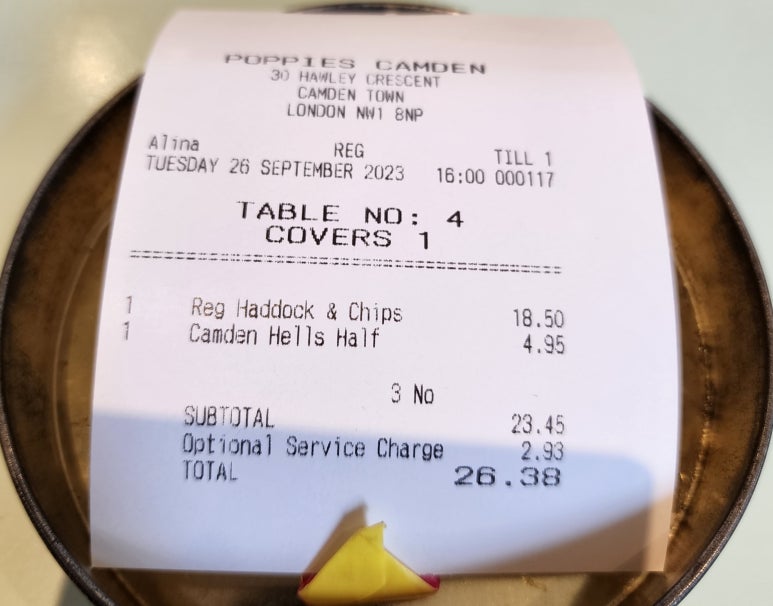 POPPIES CAMDEN
30 HAWLEY CRESCENT
CAMDEN TOWN
LONDON NW1 8NP
Alina REG TILL 1
TUESDAY 26 SEPTEMBER 2023 16:00 000117
TABLE NO: 4
COVERS 1
1 Reg Haddock & Chips 18.50
1 Camden Hells Half 4.95
3 No
SUBTOTAL 23.45
Optional Service Charge 2.93
TOTAL 26.38